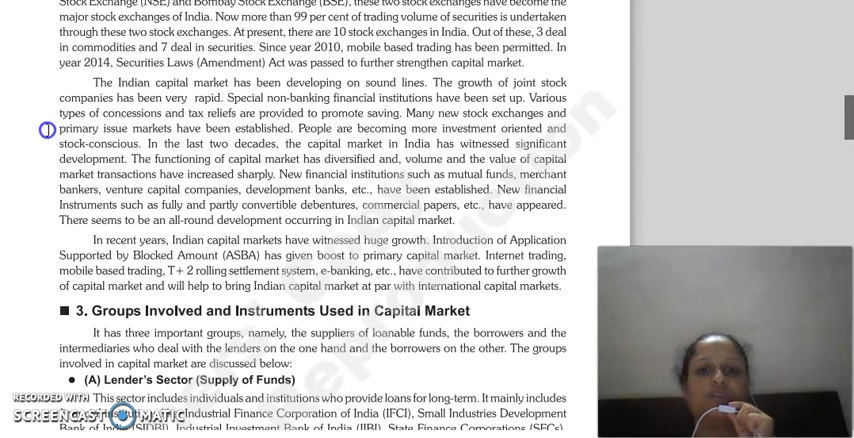 Stock Exchange (NSE) and Bombay Stock Exchange (BSE), these two stock exchanges have become the
major stock exchanges of India. Now more than 99 per cent of trading volume of securities is undertaken
through these two stock exchanges. At present, there are 10 stock exchanges in India. Out of these, 3 deal
in commodities and 7 deal in securities. Since year 2010, mobile based trading has been permitted. In
year 2014, Securities Laws (Amendment) Act was passed to further strengthen capital market.
The Indian capital market has been developing on sound lines. The growth of joint stock
companies has been very rapid. Special non-banking financial institutions have been set up. Various
types of concessions and tax reliefs are provided to promote saving. Many new stock exchanges and
primary issue markets have been established. People are becoming more investment oriented and
stock-conscious. In the last two decades, the capital market in India has witnessed significant
development. The functioning of capital market has diversified and, volume and the value of capital
market transactions have increased sharply. New financial institutions such as mutual funds, merchant
bankers, venture capital companies, development banks, etc., have been established. New financial
Instruments such as fully and partly convertible debentures, commercial papers, etc., have appeared.
There seems to be an all-round development occurring in Indian capital market.
In recent years, Indian capital markets have witnessed huge growth. Introduction of Application
Supported by Blocked Amount (ASBA) has given boost to primary capital market. Internet trading,
mobile based trading, T+ 2 rolling settlement system, e-banking, etc., have contributed to further growth
of capital market and will help to bring Indian capital market at par with international capital markets.
■ 3. Groups Involved and Instruments Used in Capital Market
It has three important groups, namely, the suppliers of loanable funds, the borrowers and the
intermediaries who deal with the lenders on the one hand and the borrowers on the other. The groups
involved in capital market are discussed below:
• (A) Lender's Sector (Supply of Funds)
This sector includes individuals and institutions who provide loans for long-term. It mainly includes
Industrial Finance Corporation of India (IFCI), Small Industries Development
Bank of India (SIDBI), Industrial Investment Bank of India (IIBI), State Finance Corporations (SFCs),
RECORDED WITH
SCREENCAST MATIC